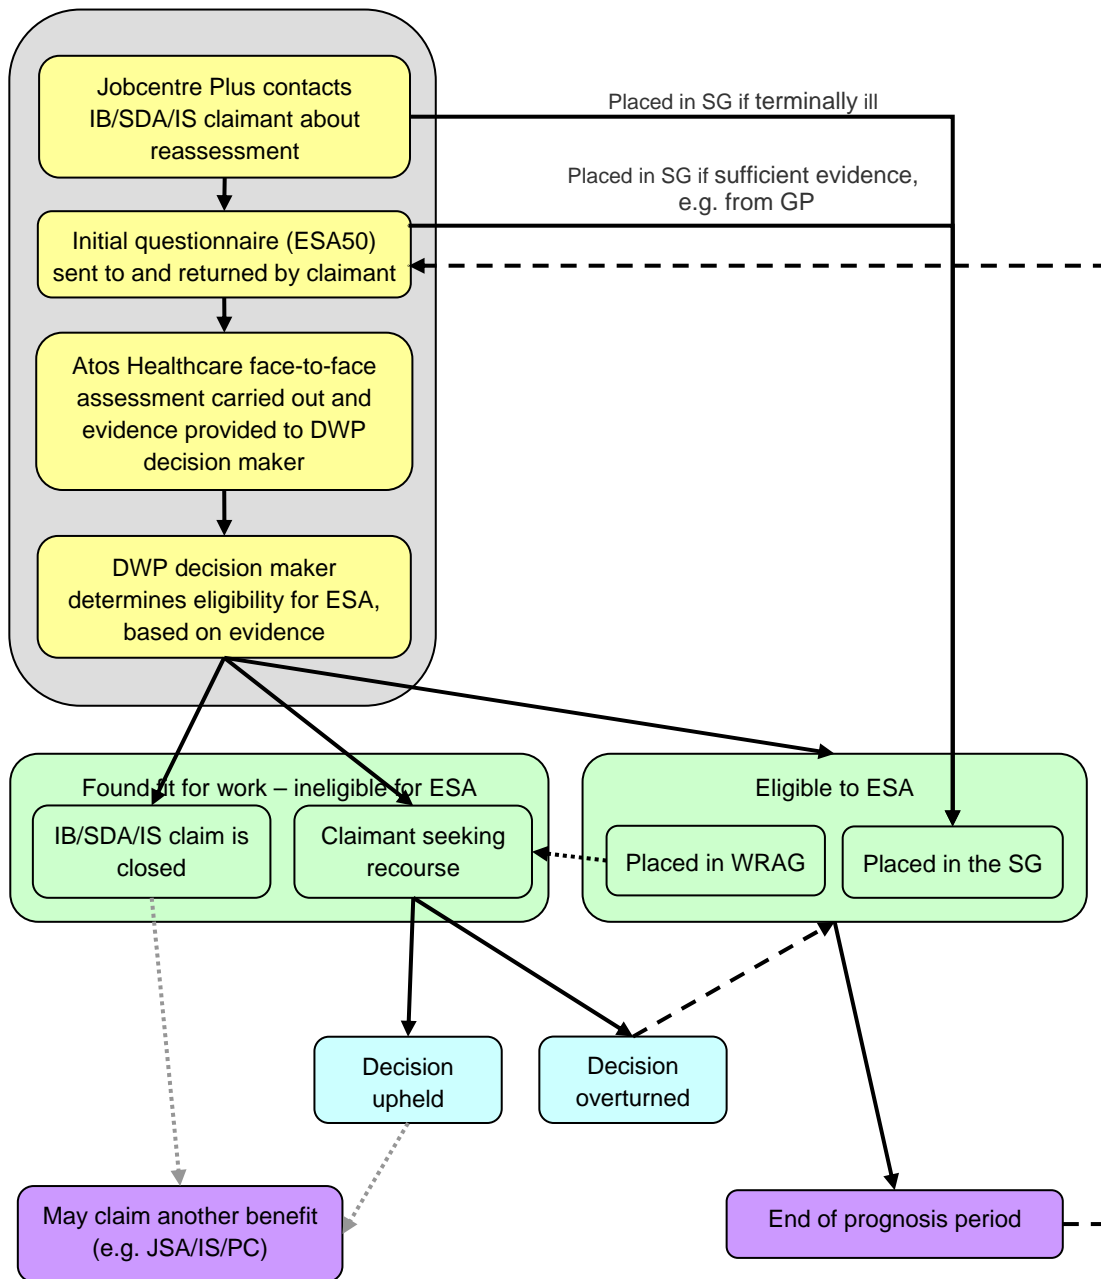 Jobcentre Plus contacts
IB/SDA/IS claimant about
reassessment
Placed in SG if terminally ill
Placed in SG if sufficient evidence,
e.g. from GP
Initial questionnaire (ESA50)
sent to and returned by claimant
Atos Healthcare face-to-face
assessment carried out and
evidence provided to DWP
decision maker
DWP decision maker
determines eligibility for ESA,
based on evidence
Found fit for work – ineligible for ESA
IB/SDA/IS claim is
closed
Claimant seeking
recourse
Eligible to ESA
Placed in WRAG
Placed in the SG
Decision
upheld
Decision
overturned
May claim another benefit
(e.g. JSA/IS/PC)
End of prognosis period